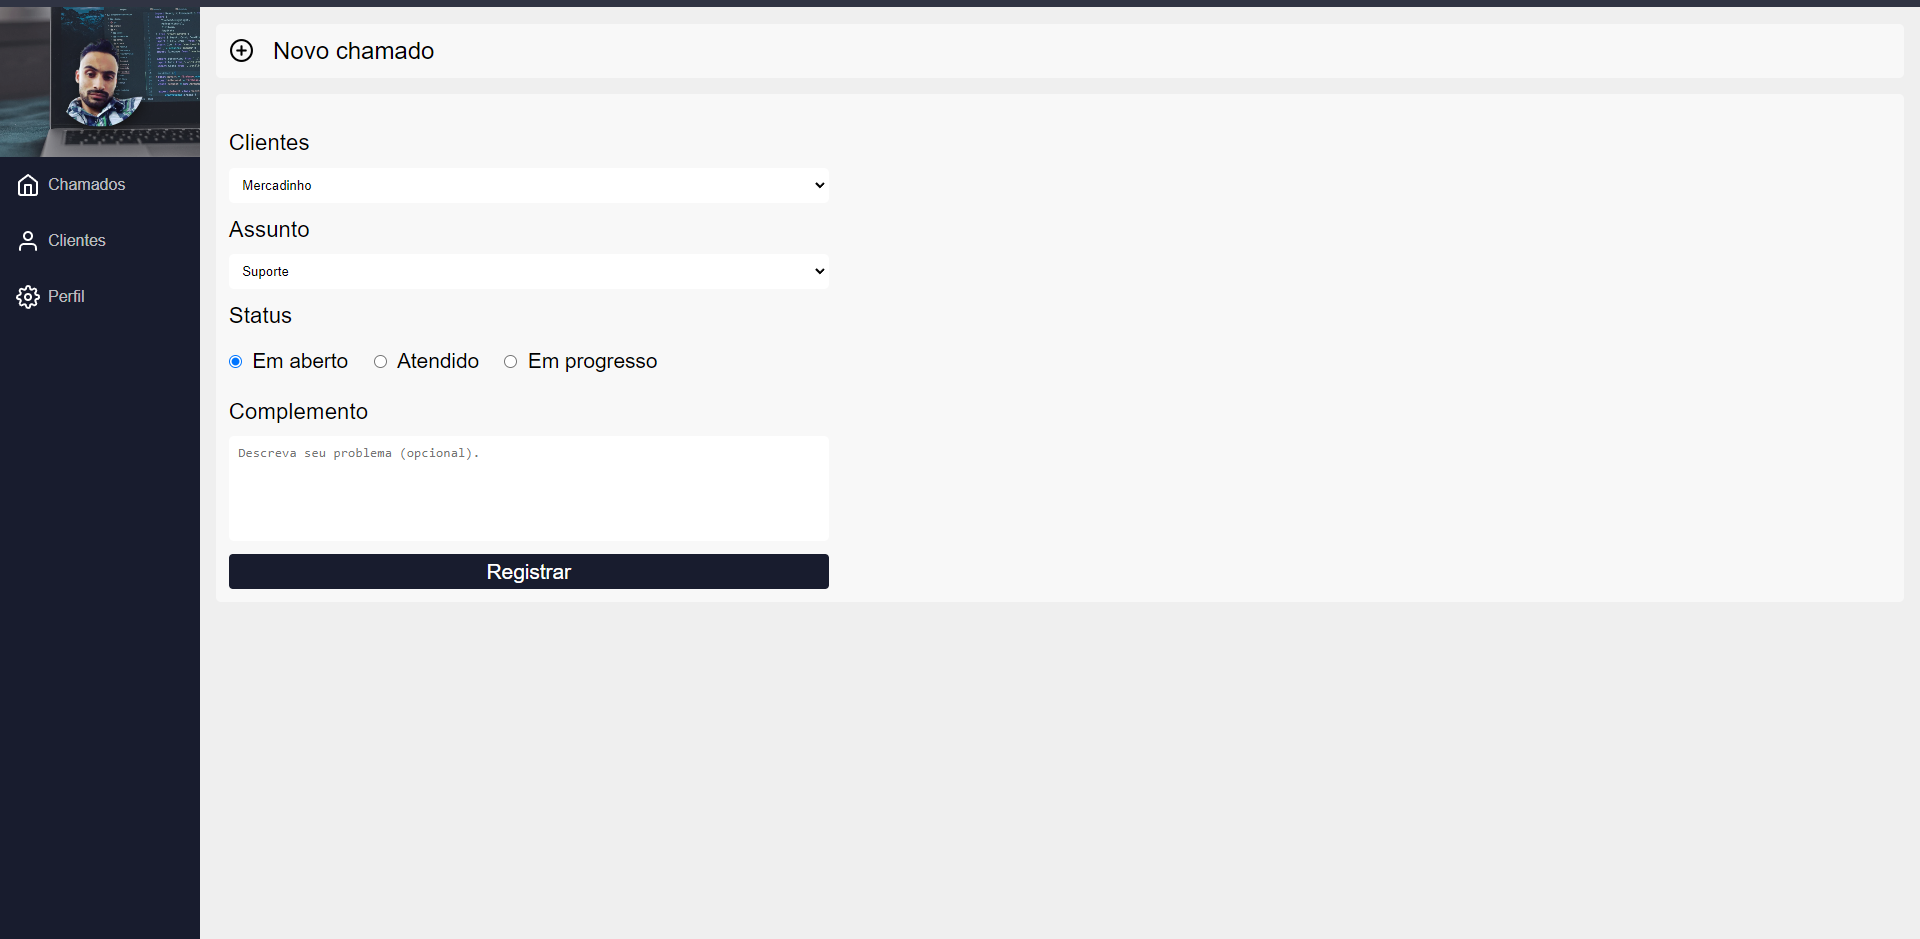 Chamados
Clientes
Perfil
Novo chamado
Clientes
Mercadinho
Assunto
Suporte
Status
Em aberto Atendido Em progresso
Complemento
Descreva seu problema (opcional).
Registrar